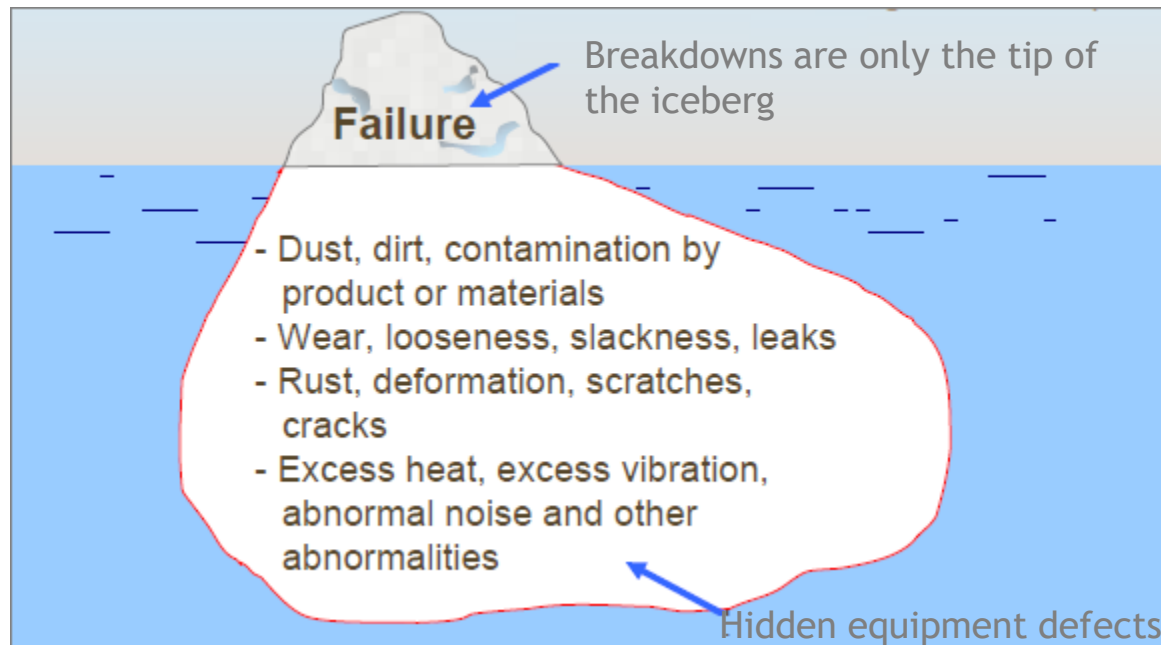 Breakdowns are only the tip of
the iceberg
Failure
- Dust, dirt, contamination by
product or materials
- Wear, looseness, slackness, leaks
- Rust, deformation, scratches,
cracks
- Excess heat, excess vibration,
abnormal noise and other
abnormalities
Hidden equipment defects